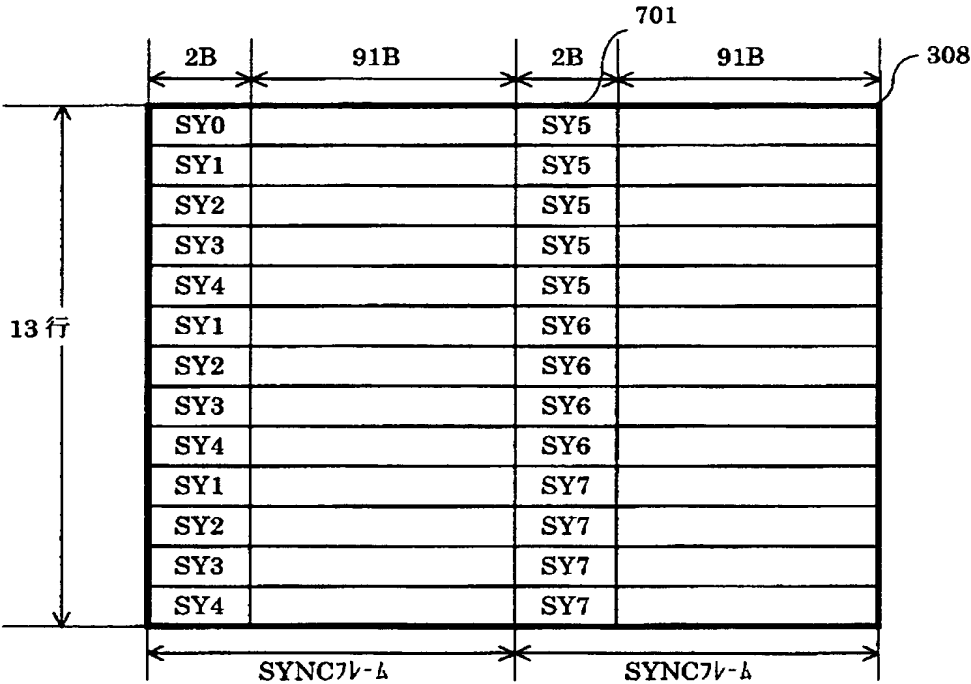 701
2B 91B 2B 91B 308
SY0 SY5
SY1 SY5
SY2 SY5
SY3 SY5
SY4 SY5
13 行 SY1 SY6
SY2 SY6
SY3 SY6
SY4 SY6
SY1 SY7
SY2 SY7
SY3 SY7
SY4 SY7
SYNCフレーム SYNCフレーム